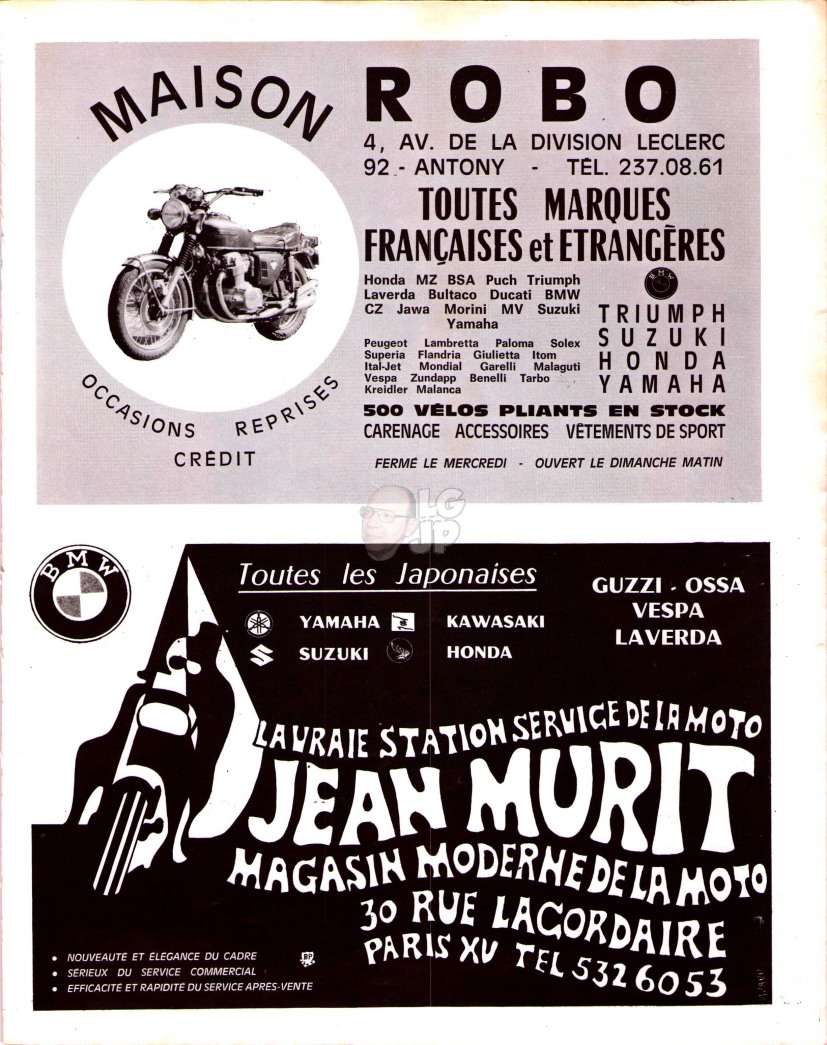 MAISON
ROBO
4, AV. DE LA DIVISION LECLERC
92 - ANTONY - TÉL. 237.08.61
TOUTES MARQUES
FRANÇAISES et ETRANGÈRES
Honda MZ BSA Puch Triumph
Laverda Bultaco Ducati BMW
CZ Jawa Morini MV Suzuki
Yamaha
Peugeot Lambretta Paloma Solex
Superia Flandria Giulietta Itom
Ital-Jet Mondial Garelli Malaguti
Vespa Zundapp Benelli Tarbo
Kreidler Malanca
BMW
TRIUMPH
SUZUKI
HONDA
YAMAHA
500 VÉLOS PLIANTS EN STOCK
CARENAGE ACCESSOIRES VÊTEMENTS DE SPORT
FERMÉ LE MERCREDI - OUVERT LE DIMANCHE MATIN
OCCASIONS REPRISES
CRÉDIT
LG
JP
BMW
Toutes les Japonaises
YAMAHA KAWASAKI
SUZUKI HONDA
GUZZI - OSSA
VESPA
LAVERDA
LA VRAIE STATION SERVICE DE LA MOTO
JEAN MURIT
MAGASIN MODERNE DE LA MOTO
30 RUE LACORDAIRE
PARIS XV TEL 532 60 53
• NOUVEAUTÉ ET ÉLÉGANCE DU CADRE
• SÉRIEUX DU SERVICE COMMERCIAL
• EFFICACITÉ ET RAPIDITÉ DU SERVICE APRÈS-VENTE
BP